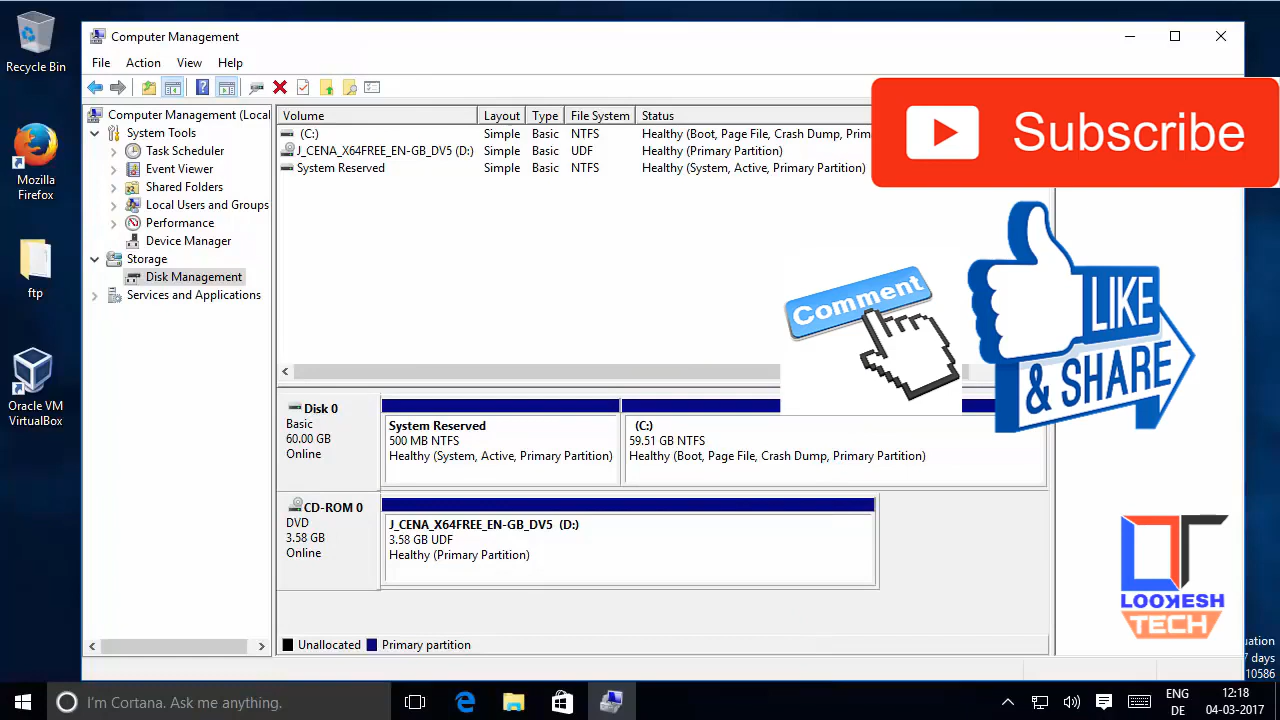 Recycle Bin
Mozilla
Firefox
ftp
Oracle VM
VirtualBox
Computer Management
File Action View Help
Computer Management (Local
System Tools
Task Scheduler
Event Viewer
Shared Folders
Local Users and Groups
Performance
Device Manager
Storage
Disk Management
Services and Applications
Volume Layout Type File System Status
(C:) Simple Basic NTFS Healthy (Boot, Page File, Crash Dump, Prim
J_CENA_X64FREE_EN-GB_DV5 (D:) Simple Basic UDF Healthy (Primary Partition)
System Reserved Simple Basic NTFS Healthy (System, Active, Primary Partition)
Subscribe
Comment
LIKE
& SHARE
Disk 0
Basic
60.00 GB
Online
System Reserved
500 MB NTFS
Healthy (System, Active, Primary Partition)
(C:)
59.51 GB NTFS
Healthy (Boot, Page File, Crash Dump, Primary Partition)
CD-ROM 0
DVD
3.58 GB
Online
J_CENA_X64FREE_EN-GB_DV5 (D:)
3.58 GB UDF
Healthy (Primary Partition)
Unallocated Primary partition
LT
LOOKESH
TECH
uation
7 days
10586
I'm Cortana. Ask me anything.
ENG
DE
12:18
04-03-2017